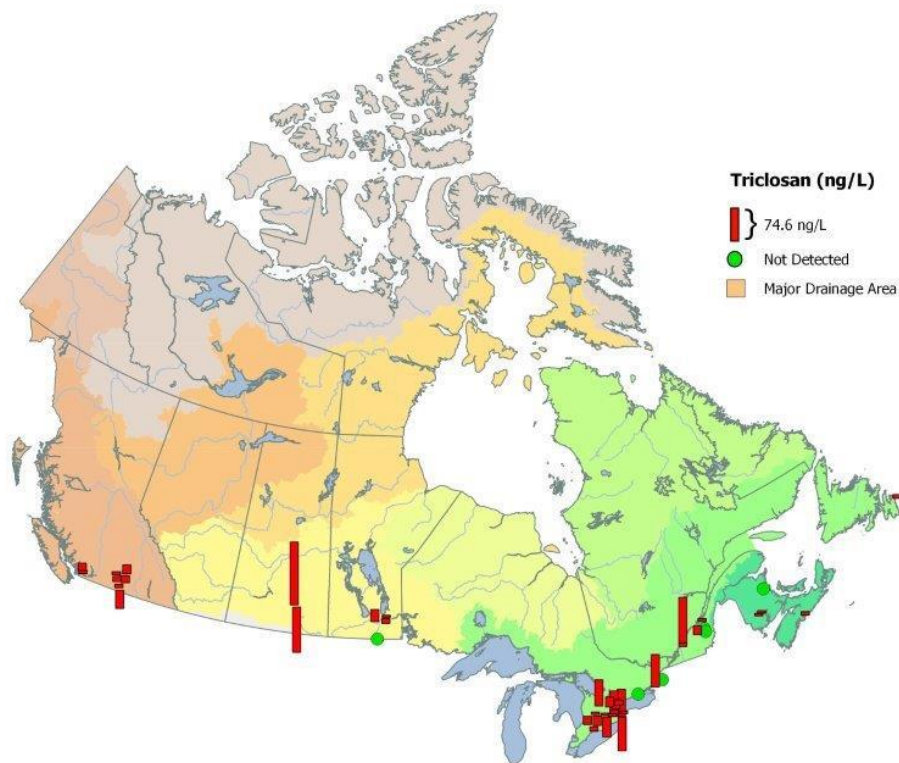 Triclosan (ng/L)
} 74.6 ng/L
Not Detected
Major Drainage Area